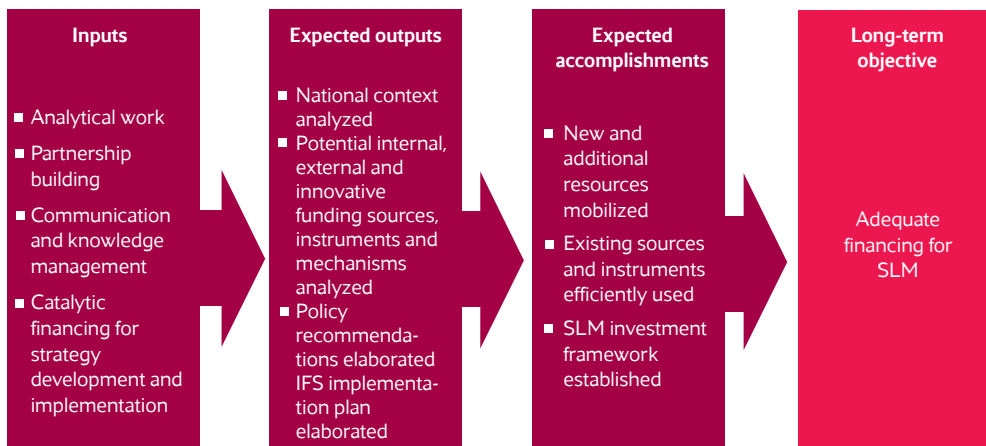 Inputs
■ Analytical work
■ Partnership
building
■ Communication
and knowledge
management
■ Catalytic
financing for
strategy
development and
implementation
Expected outputs
■ National context
analyzed
■ Potential internal,
external and
innovative
funding sources,
instruments and
mechanisms
analyzed
■ Policy
recommenda-
tions elaborated
IFS implementa-
tion plan
elaborated
Expected
accomplishments
■ New and
additional
resources
mobilized
■ Existing sources
and instruments
efficiently used
■ SLM investment
framework
established
Long-term
objective
Adequate
financing for
SLM